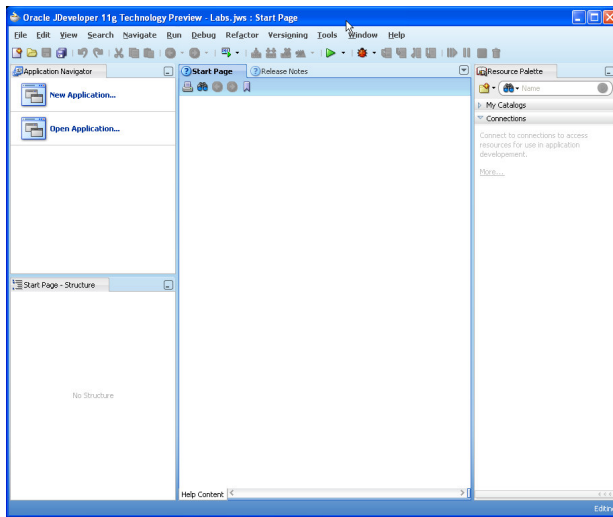 Oracle JDeveloper 11g Technology Preview - Labs.jws : Start Page
File Edit View Search Navigate Run Debug Refactor Versioning Tools Window Help
Application Navigator
New Application...
Open Application...
Start Page - Structure
No Structure
Start Page
Release Notes
Help Content
Resource Palette
Name
My Catalogs
Connections
Connect to connections to access
resources for use in application
developement.
More....